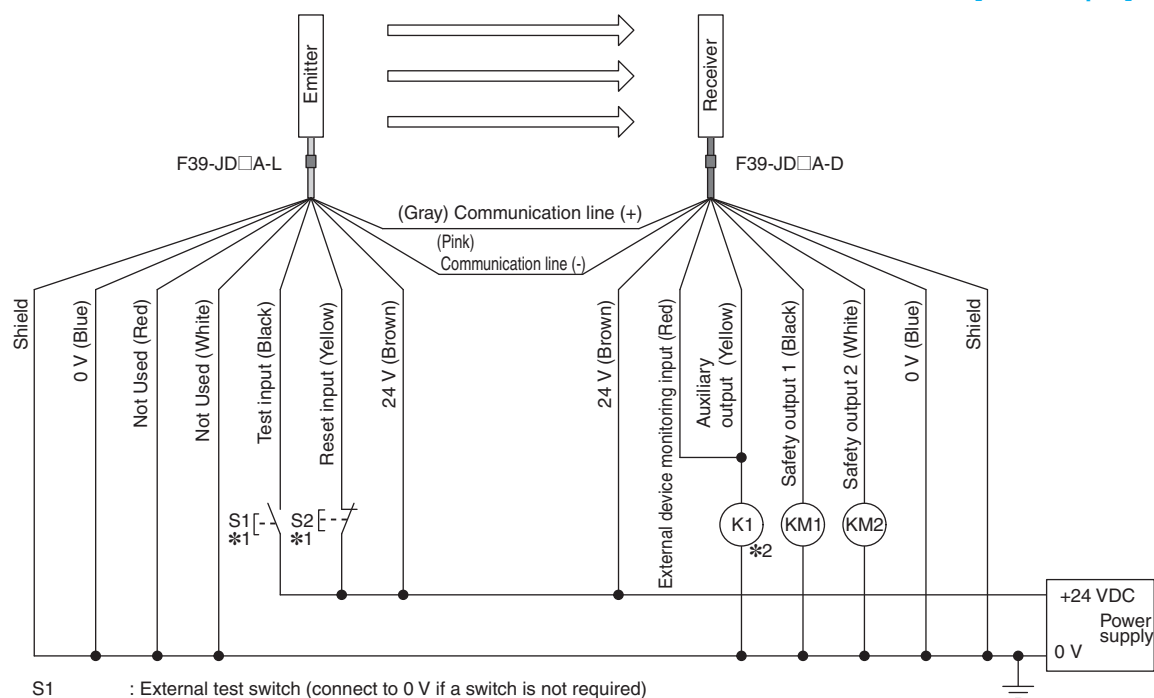 Emitter
Receiver
F39-JD□A-L
F39-JD□A-D
(Gray) Communication line (+)
(Pink)
Communication line (-)
Shield
0 V (Blue)
Not Used (Red)
Not Used (White)
Test input (Black)
Reset input (Yellow)
24 V (Brown)
24 V (Brown)
External device monitoring input (Red)
Auxiliary
output (Yellow)
Safety output 1 (Black)
Safety output 2 (White)
0 V (Blue)
Shield
S1
*1
S2
*1
K1
*2
KM1
KM2
+24 VDC
Power
supply
0 V
S1 : External test switch (connect to 0 V if a switch is not required)